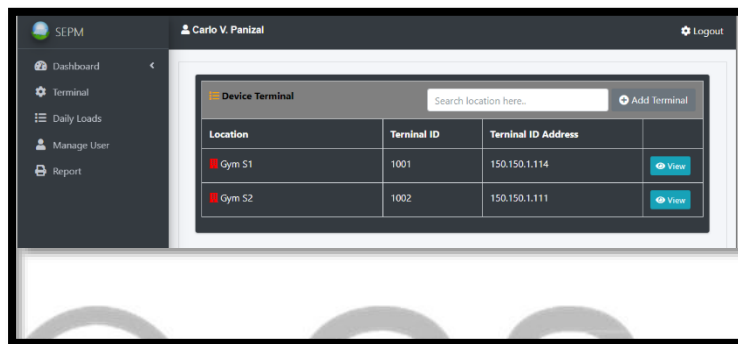 SEPM
Carlo V. Panizal
Logout
Dashboard
Terminal
Daily Loads
Manage User
Report
Device Terminal
Search location here..
Add Terminal
Location Terninal ID Terninal ID Address
Gym S1 1001 150.150.1.114 View
Gym S2 1002 150.150.1.111 View